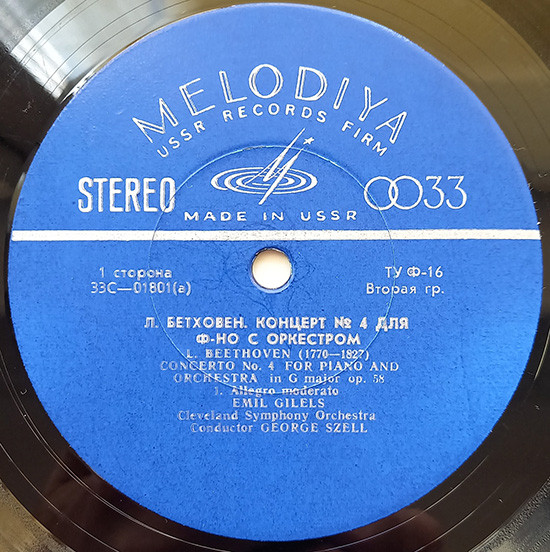 MELODIYA
USSR RECORDS FIRM
STEREO
33
MADE IN USSR
1 сторона
33С—01801(а)
ТУ Ф-16
Вторая гр.
Л. БЕТХОВЕН. КОНЦЕРТ № 4 ДЛЯ
Ф-НО С ОРКЕСТРОМ
L. BEETHOVEN (1770—1827)
CONCERTO No. 4 FOR PIANO AND
ORCHESTRA in G major op. 58
1. Allegro moderato
EMIL GILELS
Cleveland Symphony Orchestra
Conductor GEORGE SZELL